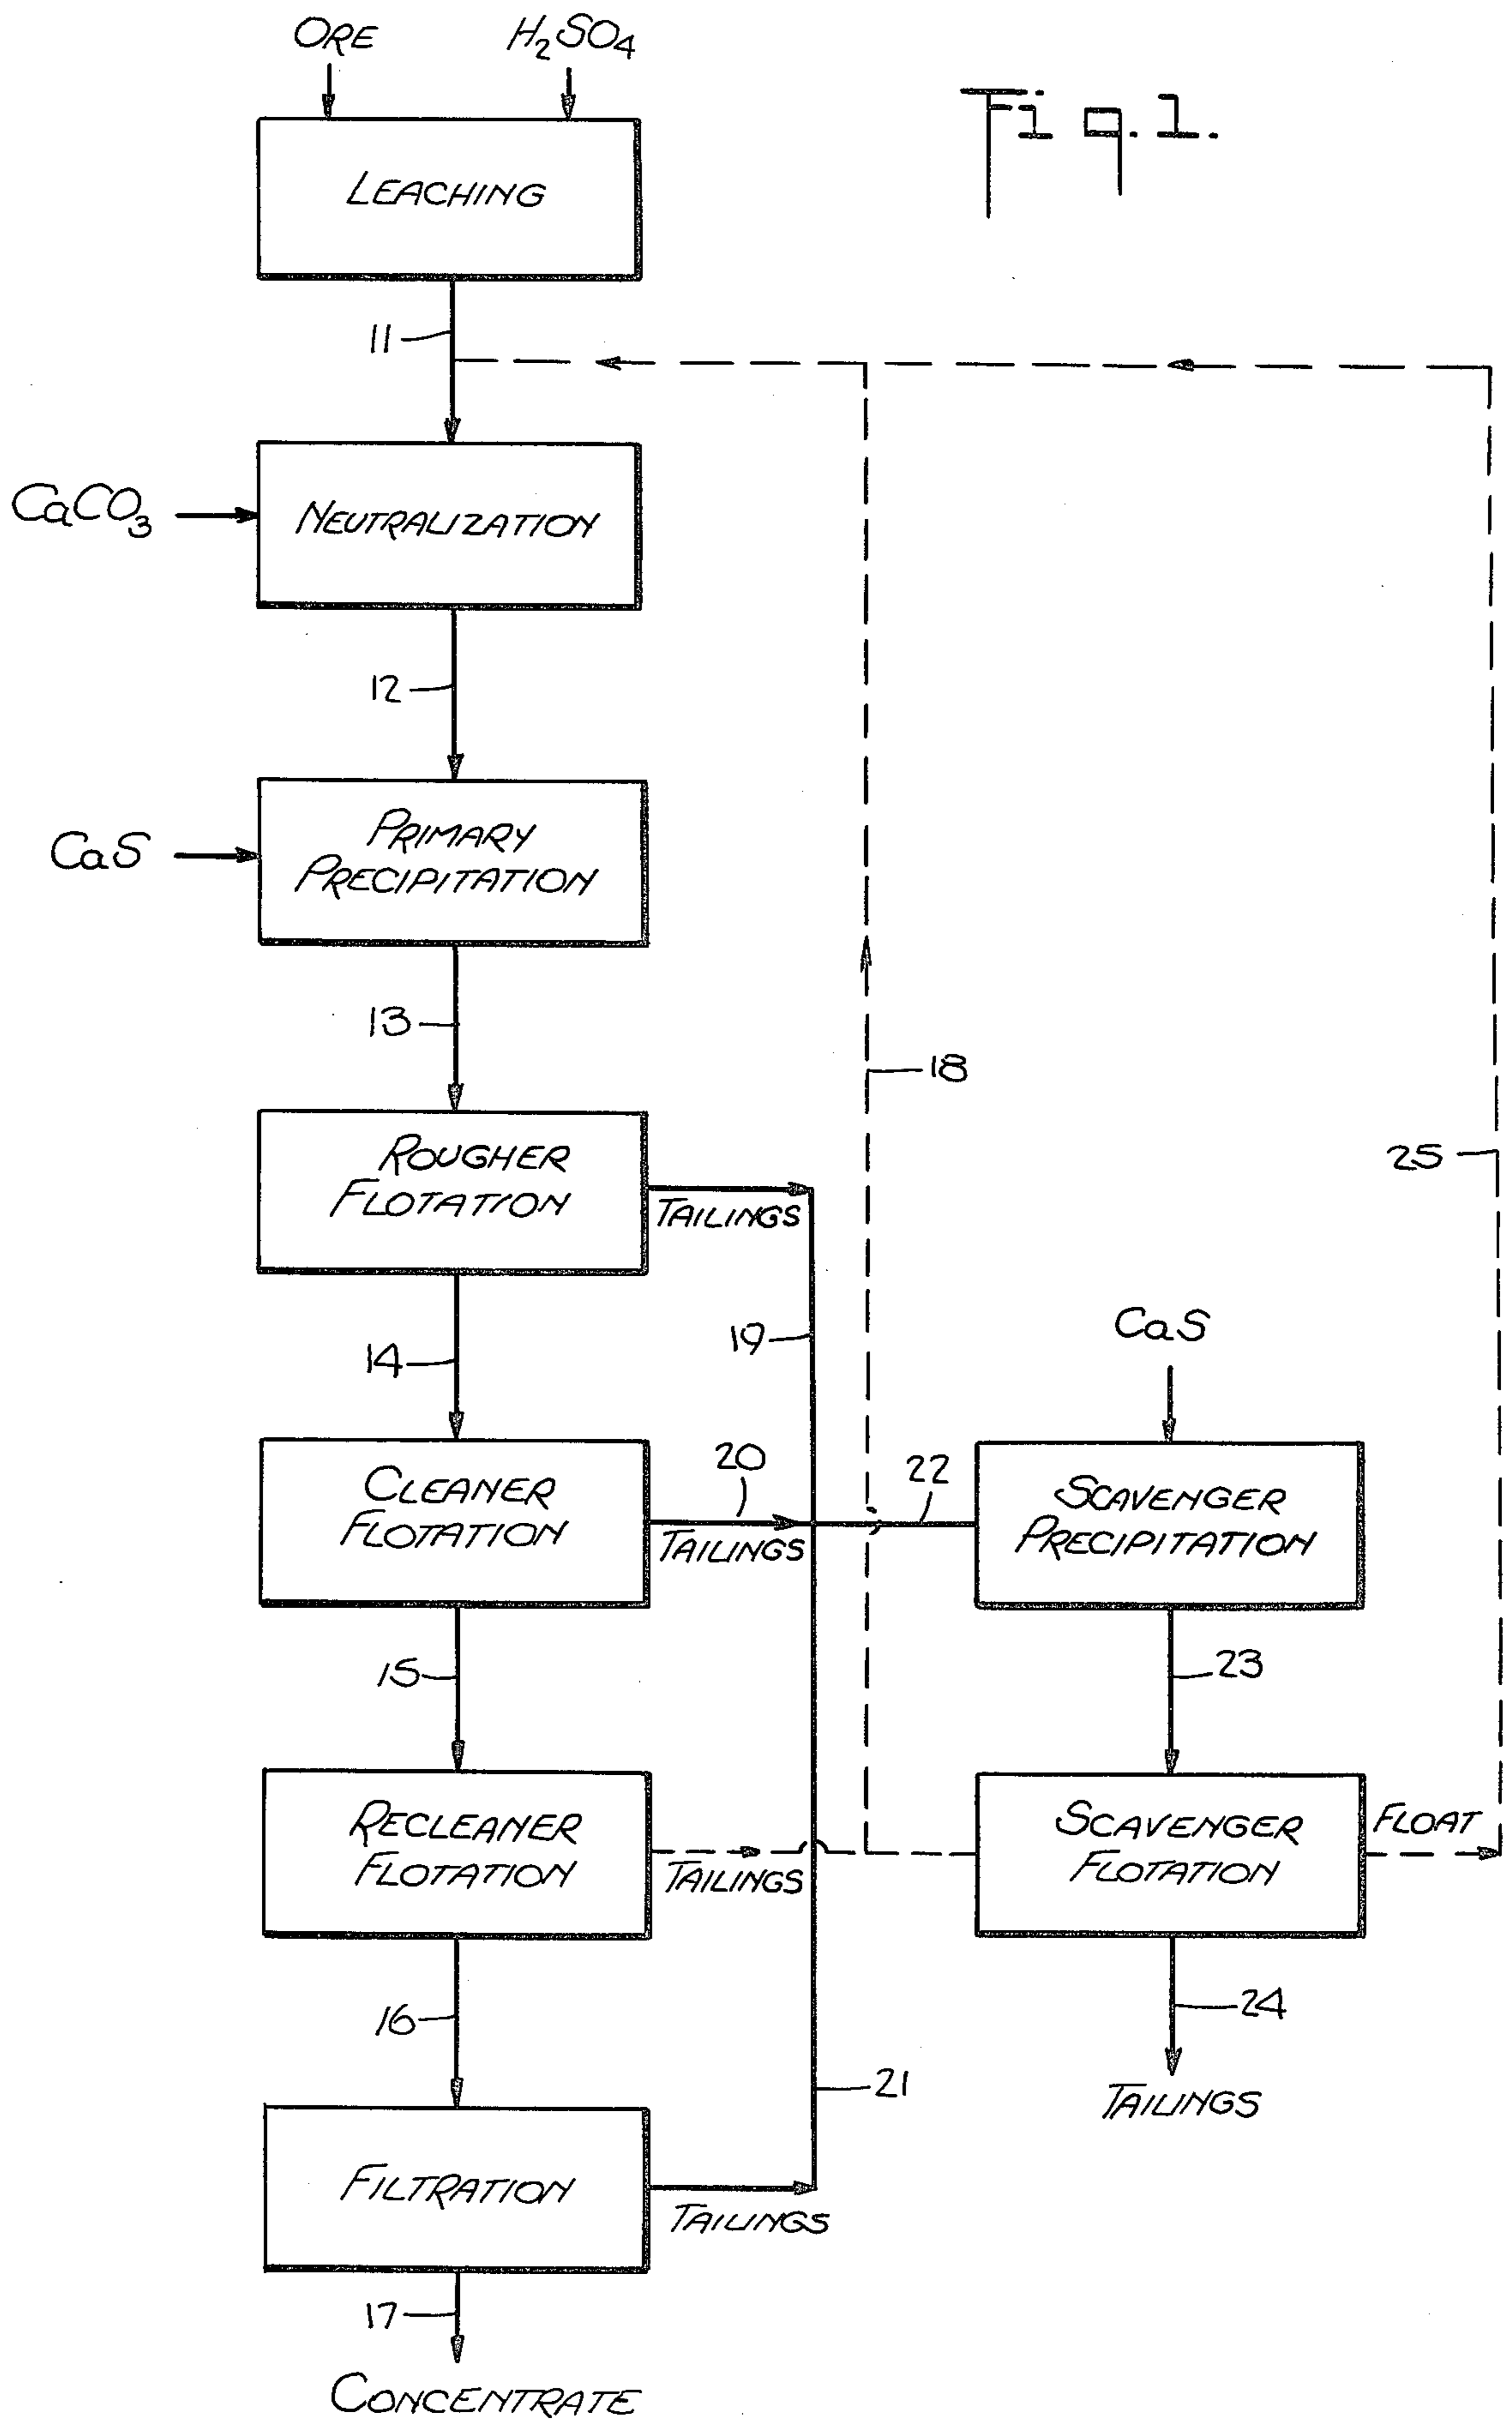 ORE
H2SO4
Fig. 1.
LEACHING
11
CaCO3
NEUTRALIZATION
12
CaS
PRIMARY
PRECIPITATION
13
18
ROUGHER
FLOTATION
TAILINGS
25
19
CaS
14
CLEANER
FLOTATION
20
TAILINGS
22
SCAVENGER
PRECIPITATION
15
23
RECLEANER
FLOTATION
TAILINGS
SCAVENGER
FLOTATION
FLOAT
16
24
21
TAILINGS
FILTRATION
TAILINGS
17
CONCENTRATE